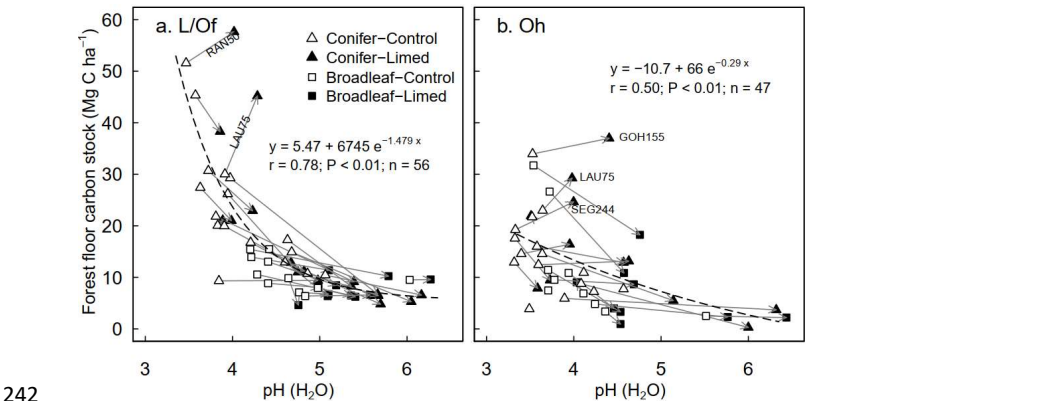 a. L/Of
b. Oh
Forest floor carbon stock (Mg C ha⁻¹)
60
50
40
30
20
10
0
RAN50
LAU75
△ Conifer−Control
▲ Conifer−Limed
□ Broadleaf−Control
■ Broadleaf−Limed
y = 5.47 + 6745 e^−1.479 x
r = 0.78; P < 0.01; n = 56
y = −10.7 + 66 e^−0.29 x
r = 0.50; P < 0.01; n = 47
GOH155
LAU75
SEG244
3 4 5 6
3 4 5 6
pH (H₂O)
pH (H₂O)
242